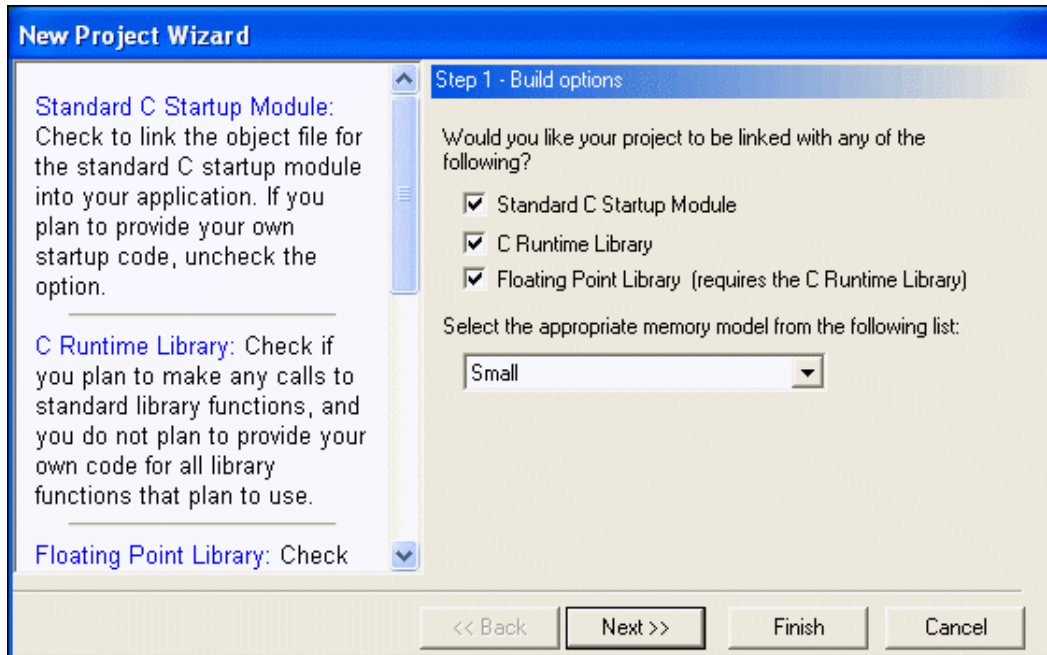 New Project Wizard
Standard C Startup Module:
Check to link the object file for
the standard C startup module
into your application. If you
plan to provide your own
startup code, uncheck the
option.
C Runtime Library: Check if
you plan to make any calls to
standard library functions, and
you do not plan to provide your
own code for all library
functions that plan to use.
Floating Point Library: Check
Step 1 - Build options
Would you like your project to be linked with any of the
following?
Standard C Startup Module
C Runtime Library
Floating Point Library (requires the C Runtime Library)
Select the appropriate memory model from the following list:
Small
<< Back
Next >>
Finish
Cancel